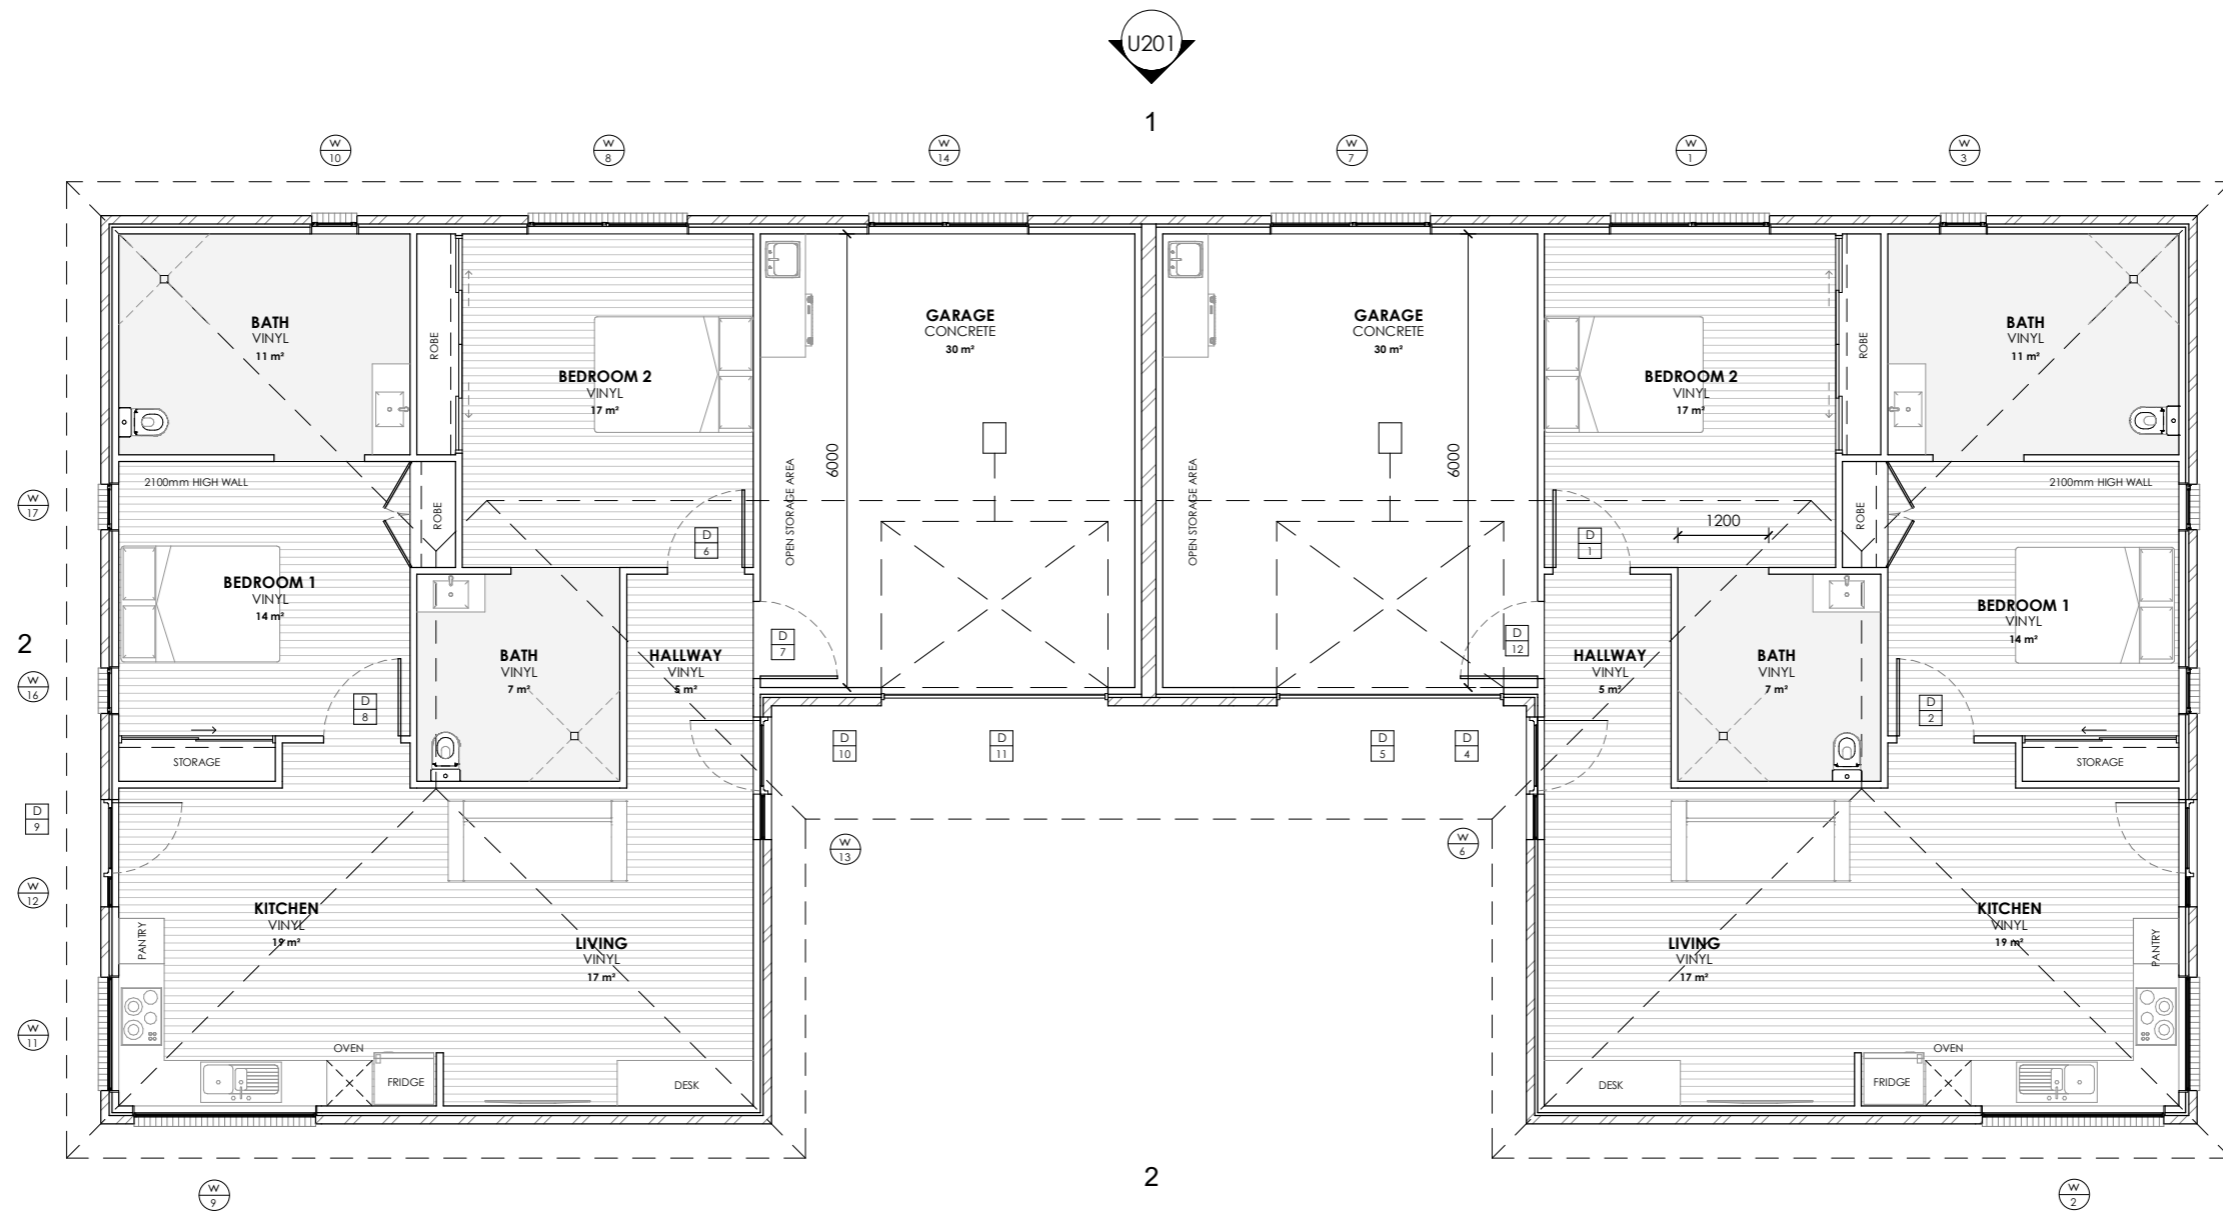 U201
1
W
10
W
8
W
14
W
7
W
1
W
3
BATH
VINYL
11 m²
ROBE
BEDROOM 2
VINYL
17 m²
GARAGE
CONCRETE
30 m²
GARAGE
CONCRETE
30 m²
BEDROOM 2
VINYL
17 m²
ROBE
BATH
VINYL
11 m²
6000
6000
OPEN STORAGE AREA
OPEN STORAGE AREA
2100mm HIGH WALL
2100mm HIGH WALL
W
17
ROBE
ROBE
1200
D
6
D
1
BEDROOM 1
VINYL
14 m²
BEDROOM 1
VINYL
14 m²
2
D
7
D
12
BATH
VINYL
7 m²
HALLWAY
VINYL
5 m²
HALLWAY
VINYL
5 m²
BATH
VINYL
7 m²
W
16
D
8
D
2
D
10
D
11
D
5
D
4
STORAGE
STORAGE
D
9
W
13
W
6
W
12
KITCHEN
VINYL
19 m²
KITCHEN
VINYL
19 m²
PANTRY
PANTRY
LIVING
VINYL
17 m²
LIVING
VINYL
17 m²
W
11
OVEN
OVEN
FRIDGE
DESK
DESK
FRIDGE
2
W
9
W
2